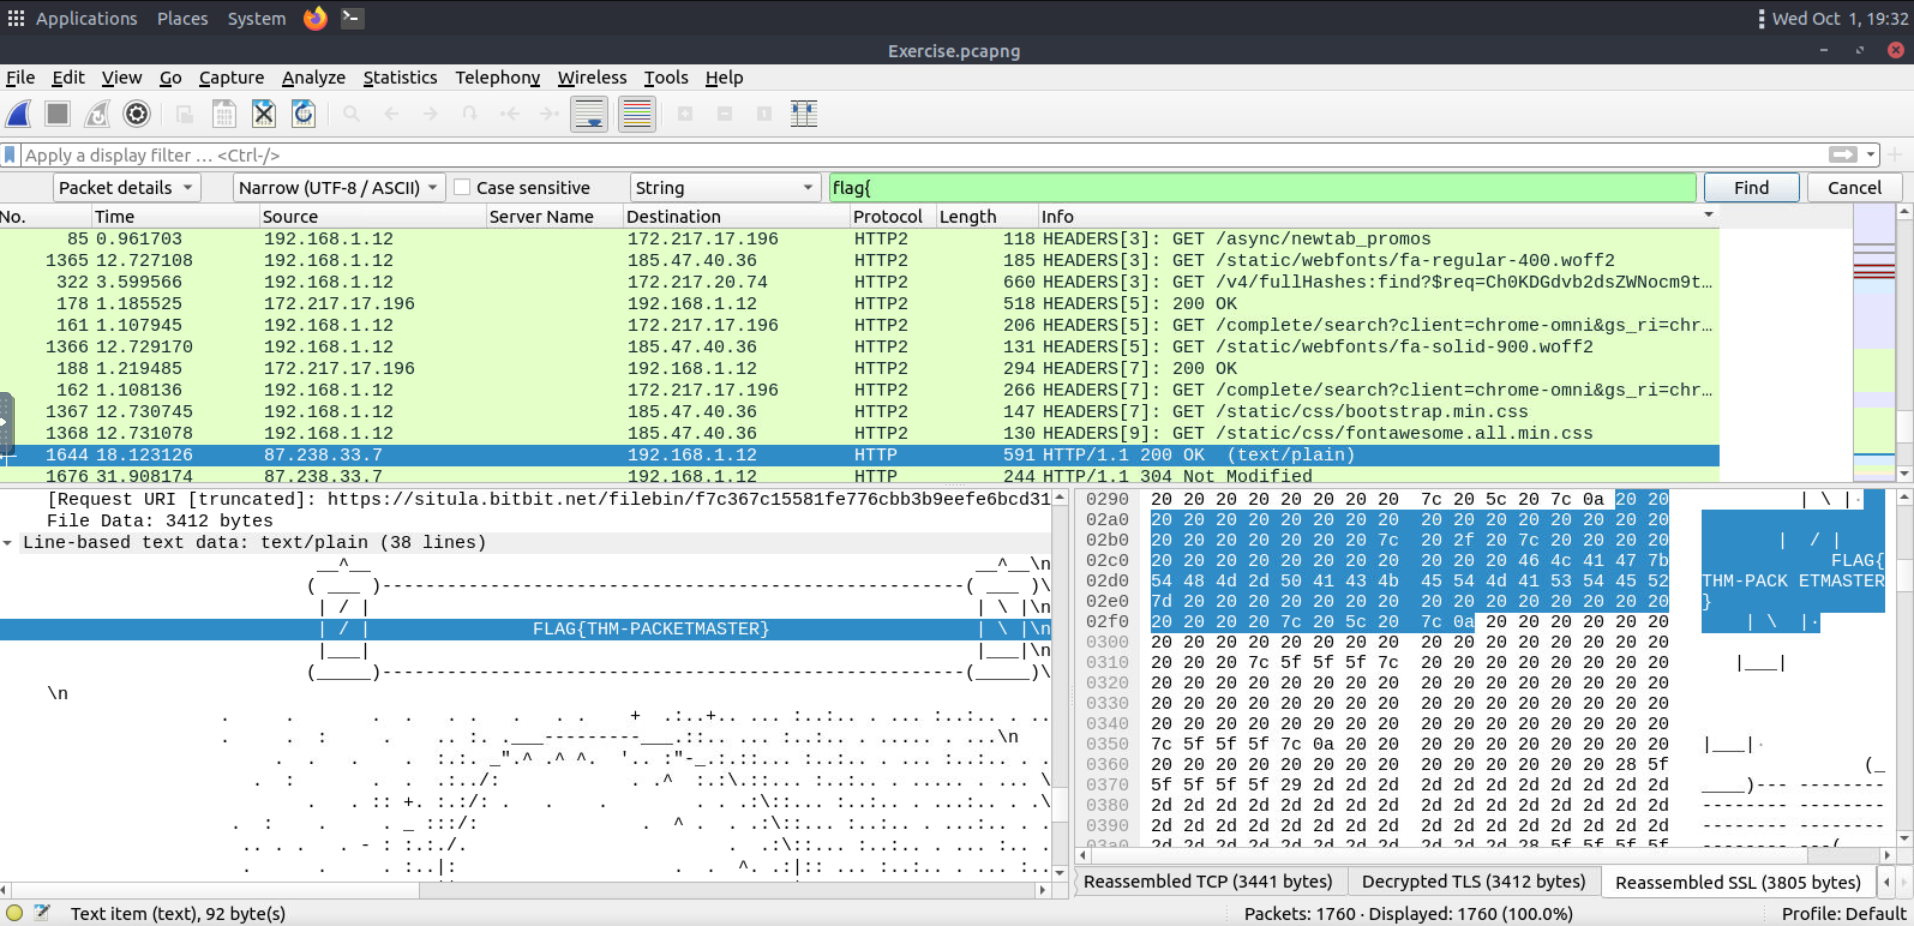 Applications Places System Wed Oct 1, 19:32
Exercise.pcapng
File Edit View Go Capture Analyze Statistics Telephony Wireless Tools Help
Apply a display filter … <Ctrl-/>
Packet details Narrow (UTF-8 / ASCII) Case sensitive String flag{ Find Cancel
No. Time Source Server Name Destination Protocol Length Info
85 0.961703 192.168.1.12 172.217.17.196 HTTP2 118 HEADERS[3]: GET /async/newtab_promos
1365 12.727108 192.168.1.12 185.47.40.36 HTTP2 185 HEADERS[3]: GET /static/webfonts/fa-regular-400.woff2
322 3.599566 192.168.1.12 172.217.20.74 HTTP2 660 HEADERS[3]: GET /v4/fullHashes:find?$req=Ch0KDGdvb2dsZWNocm9t…
178 1.185525 172.217.17.196 192.168.1.12 HTTP2 518 HEADERS[5]: 200 OK
161 1.107945 192.168.1.12 172.217.17.196 HTTP2 206 HEADERS[5]: GET /complete/search?client=chrome-omni&gs_ri=chr…
1366 12.729170 192.168.1.12 185.47.40.36 HTTP2 131 HEADERS[5]: GET /static/webfonts/fa-solid-900.woff2
188 1.219485 172.217.17.196 192.168.1.12 HTTP2 294 HEADERS[7]: 200 OK
162 1.108136 192.168.1.12 172.217.17.196 HTTP2 266 HEADERS[7]: GET /complete/search?client=chrome-omni&gs_ri=chr…
1367 12.730745 192.168.1.12 185.47.40.36 HTTP2 147 HEADERS[7]: GET /static/css/bootstrap.min.css
1368 12.731078 192.168.1.12 185.47.40.36 HTTP2 130 HEADERS[9]: GET /static/css/fontawesome.all.min.css
1644 18.123126 87.238.33.7 192.168.1.12 HTTP 591 HTTP/1.1 200 OK (text/plain)
1676 31.908174 87.238.33.7 192.168.1.12 HTTP 244 HTTP/1.1 304 Not Modified
[Request URI [truncated]: https://situla.bitbit.net/filebin/f7c367c15581fe776cbb3b9eefe6bcd31
File Data: 3412 bytes
Line-based text data: text/plain (38 lines)
FLAG{THM-PACKETMASTER}
\n
0290 20 20 20 20 20 20 20 20 7c 20 5c 20 7c 0a 20 20
02a0 20 20 20 20 20 20 20 20 20 20 20 20 20 20 20 20
02b0 20 20 20 20 20 20 20 7c 20 2f 20 7c 20 20 20 20
02c0 20 20 20 20 20 20 20 20 20 20 20 46 4c 41 47 7b
02d0 54 48 4d 2d 50 41 43 4b 45 54 4d 41 53 54 45 52
02e0 7d 20 20 20 20 20 20 20 20 20 20 20 20 20 20 20
02f0 20 20 20 20 7c 20 5c 20 7c 0a 20 20 20 20 20 20
0300 20 20 20 20 20 20 20 20 20 20 20 20 20 20 20 20
0310 20 20 20 7c 5f 5f 5f 7c 20 20 20 20 20 20 20 20
0320 20 20 20 20 20 20 20 20 20 20 20 20 20 20 20 20
0330 20 20 20 20 20 20 20 20 20 20 20 20 20 20 20 20
0340 20 20 20 20 20 20 20 20 20 20 20 20 20 20 20 20
0350 7c 5f 5f 5f 7c 0a 20 20 20 20 20 20 20 20 20 20
0360 20 20 20 20 20 20 20 20 20 20 20 20 20 20 28 5f
0370 5f 5f 5f 5f 29 2d 2d 2d 2d 2d 2d 2d 2d 2d 2d 2d
0380 2d 2d 2d 2d 2d 2d 2d 2d 2d 2d 2d 2d 2d 2d 2d 2d
0390 2d 2d 2d 2d 2d 2d 2d 2d 2d 2d 2d 2d 2d 2d 2d 2d
FLAG{
THM-PACK ETMASTER
}
Reassembled TCP (3441 bytes) Decrypted TLS (3412 bytes) Reassembled SSL (3805 bytes)
Text item (text), 92 byte(s) Packets: 1760 · Displayed: 1760 (100.0%) Profile: Default